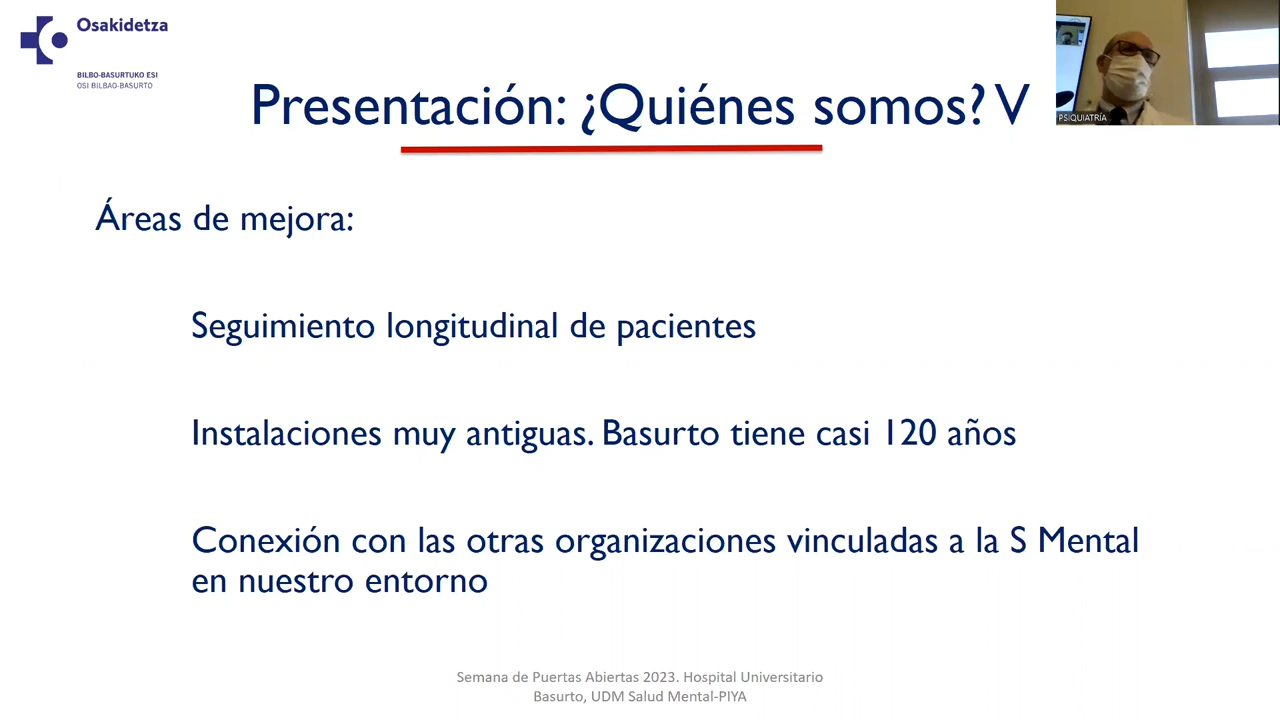 Osakidetza
BILBO-BASURTUKO ESI
OSI BILBAO-BASURTO
Presentación: ¿Quiénes somos? V
PSIQUIATRÍA
Áreas de mejora:
Seguimiento longitudinal de pacientes
Instalaciones muy antiguas. Basurto tiene casi 120 años
Conexión con las otras organizaciones vinculadas a la S Mental
en nuestro entorno
Semana de Puertas Abiertas 2023. Hospital Universitario
Basurto, UDM Salud Mental-PIYA